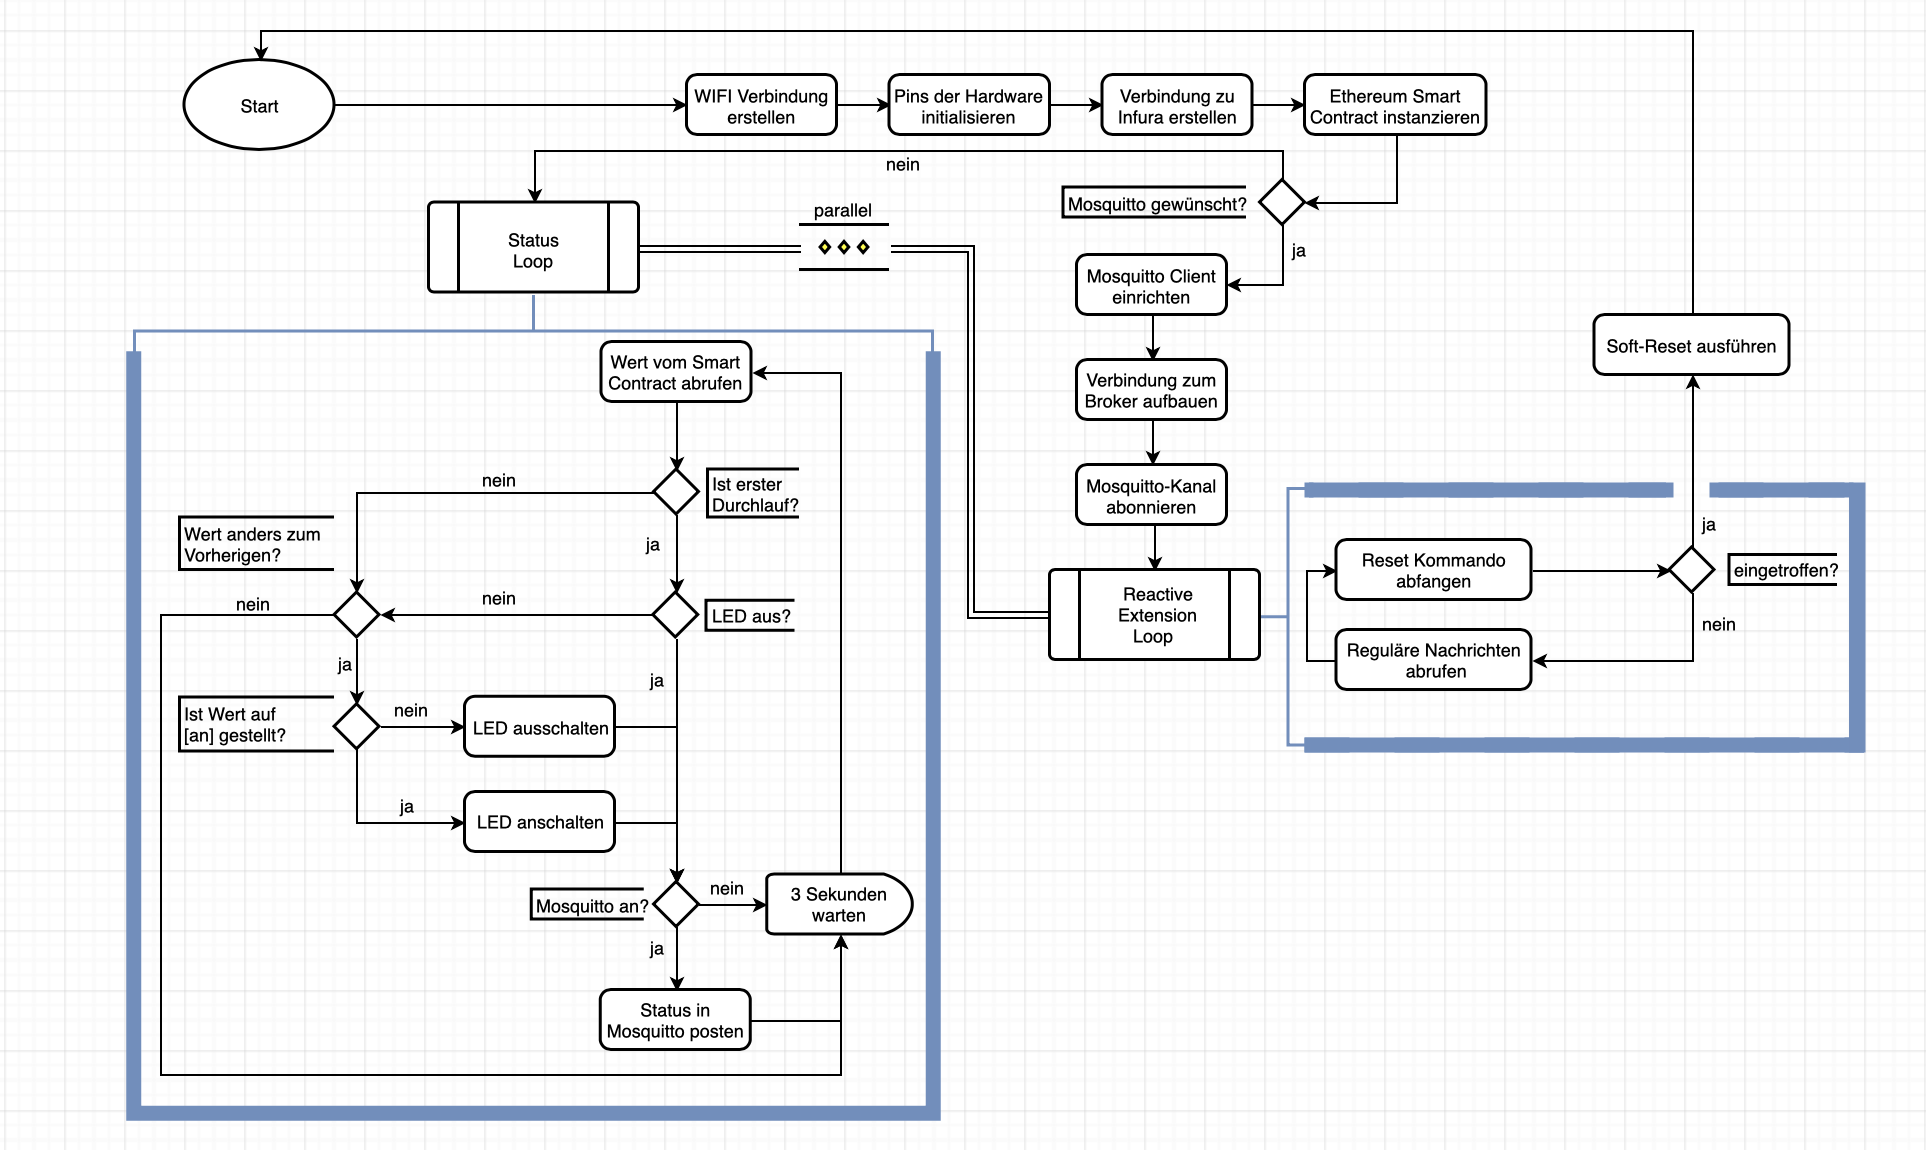 Start
WIFI Verbindung
erstellen
Pins der Hardware
initialisieren
Verbindung zu
Infura erstellen
Ethereum Smart
Contract instanzieren
nein
Mosquitto gewünscht?
ja
parallel
Status
Loop
Mosquitto Client
einrichten
Verbindung zum
Broker aufbauen
Mosquitto-Kanal
abonnieren
Reactive
Extension
Loop
Soft-Reset ausführen
ja
Reset Kommando
abfangen
eingetroffen?
nein
Reguläre Nachrichten
abrufen
Wert vom Smart
Contract abrufen
nein
Ist erster
Durchlauf?
Wert anders zum
Vorherigen?
ja
nein
nein
LED aus?
ja
ja
Ist Wert auf
[an] gestellt?
nein
LED ausschalten
ja
LED anschalten
Mosquitto an?
nein
3 Sekunden
warten
ja
Status in
Mosquitto posten